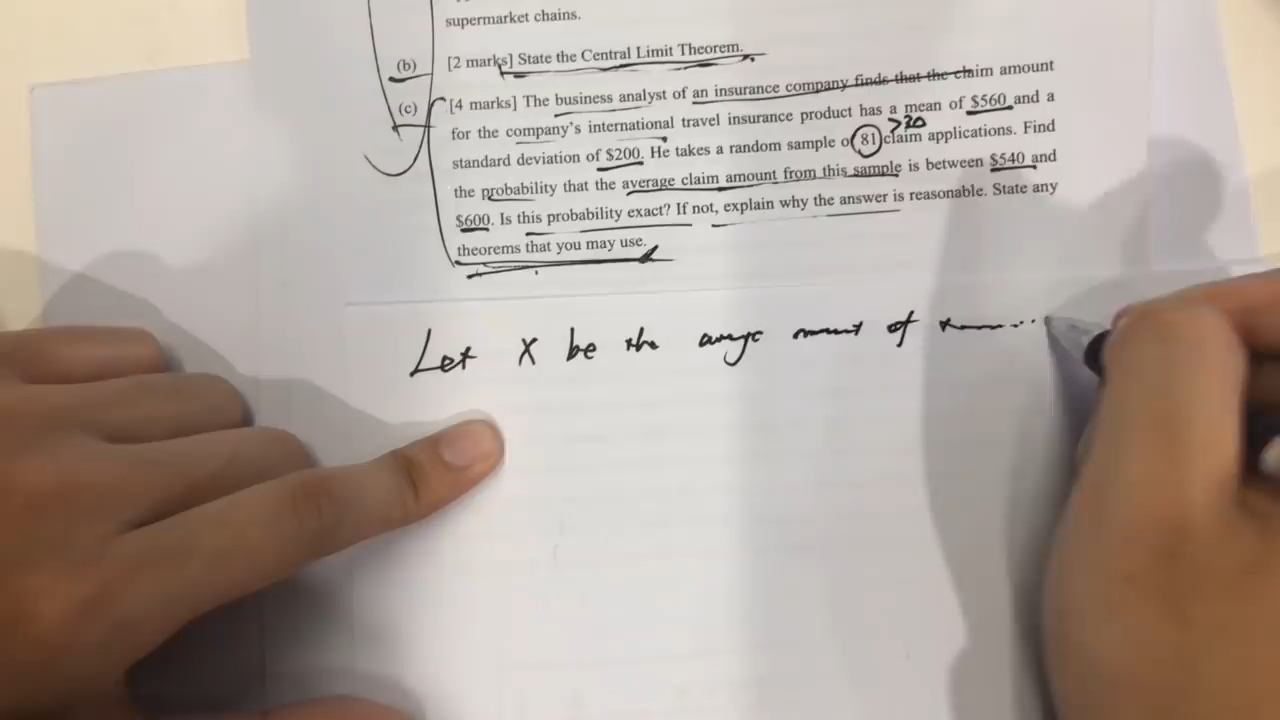 supermarket chains.
(b) [2 marks] State the Central Limit Theorem.
(c) [4 marks] The business analyst of an insurance company finds that the claim amount
for the company's international travel insurance product has a mean of $560 and a
>30
standard deviation of $200. He takes a random sample of 81 claim applications. Find
the probability that the average claim amount from this sample is between $540 and
$600. Is this probability exact? If not, explain why the answer is reasonable. State any
theorems that you may use.
Let X be the average amount of